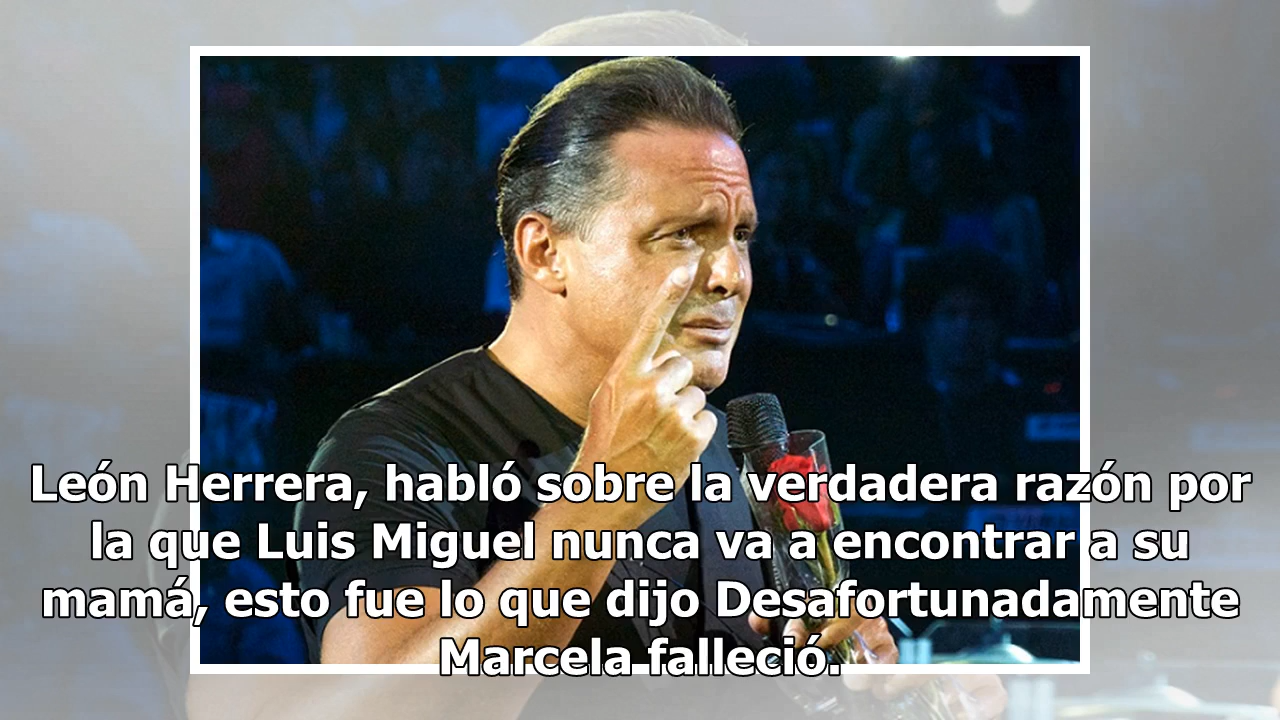 León Herrera, habló sobre la verdadera razón por
la que Luis Miguel nunca va a encontrar a su
mamá, esto fue lo que dijo Desafortunadamente
Marcela falleció.